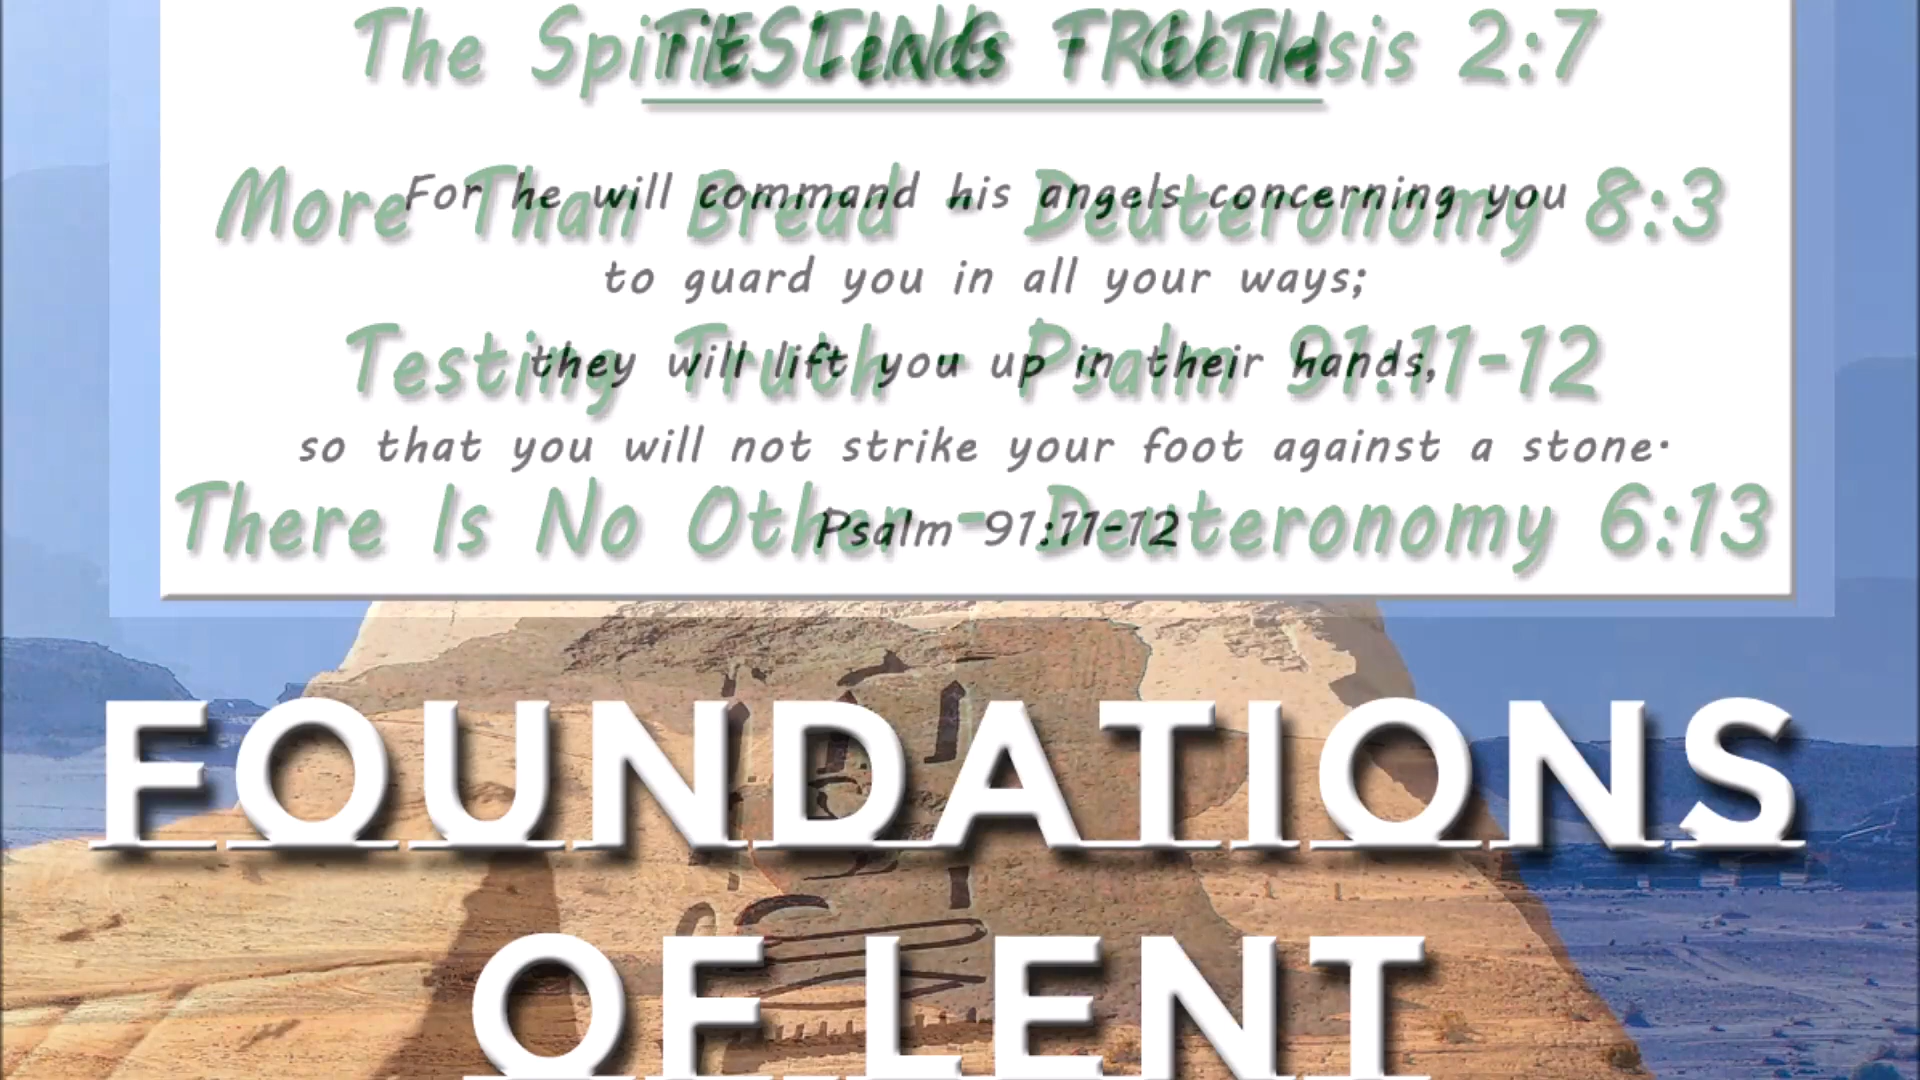 The Spirit Leads - Genesis 2:7
TESTING TRUTH
More Than Bread - Deuteronomy 8:3
For he will command his angels concerning you
to guard you in all your ways;
Testing Truth - Psalm 91:11-12
they will lift you up in their hands,
so that you will not strike your foot against a stone.
There Is No Other - Deuteronomy 6:13
Psalm 91:11-12
FOUNDATIONS
OF LENT